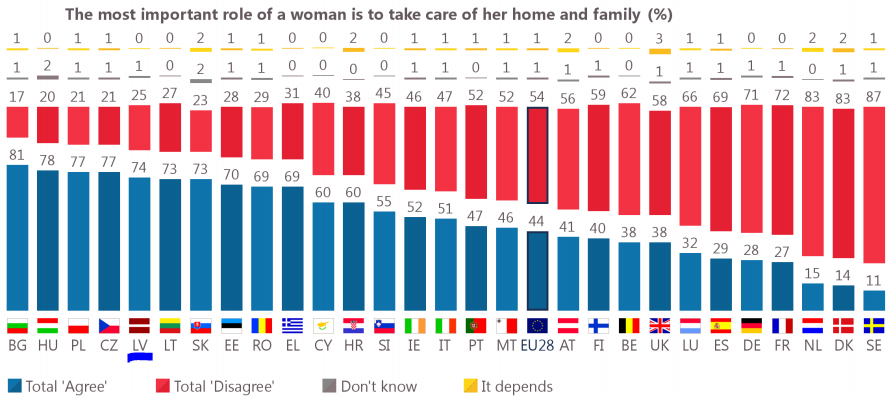 The most important role of a woman is to take care of her home and family (%)
1 0 1 1 0 0 2 1 1 0 0 2 0 1 1 1 1 1 2 0 0 3 1 1 0 0 2 2 1
1 2 1 1 1 0 2 1 1 0 0 0 0 1 1 0 1 1 1 1 0 1 1 1 1 1 0 1 1
17 20 21 21 25 27 23 28 29 31 40 38 45 46 47 52 52 54 56 59 62 58 66 69 71 72 83 83 87
81 78 77 77 74 73 73 70 69 69 60 60 55 52 51 47 46 44 41 40 38 38 32 29 28 27 15 14 11
BG HU PL CZ LV LT SK EE RO EL CY HR SI IE IT PT MT EU28 AT FI BE UK LU ES DE FR NL DK SE
Total 'Agree' Total 'Disagree' Don't know It depends